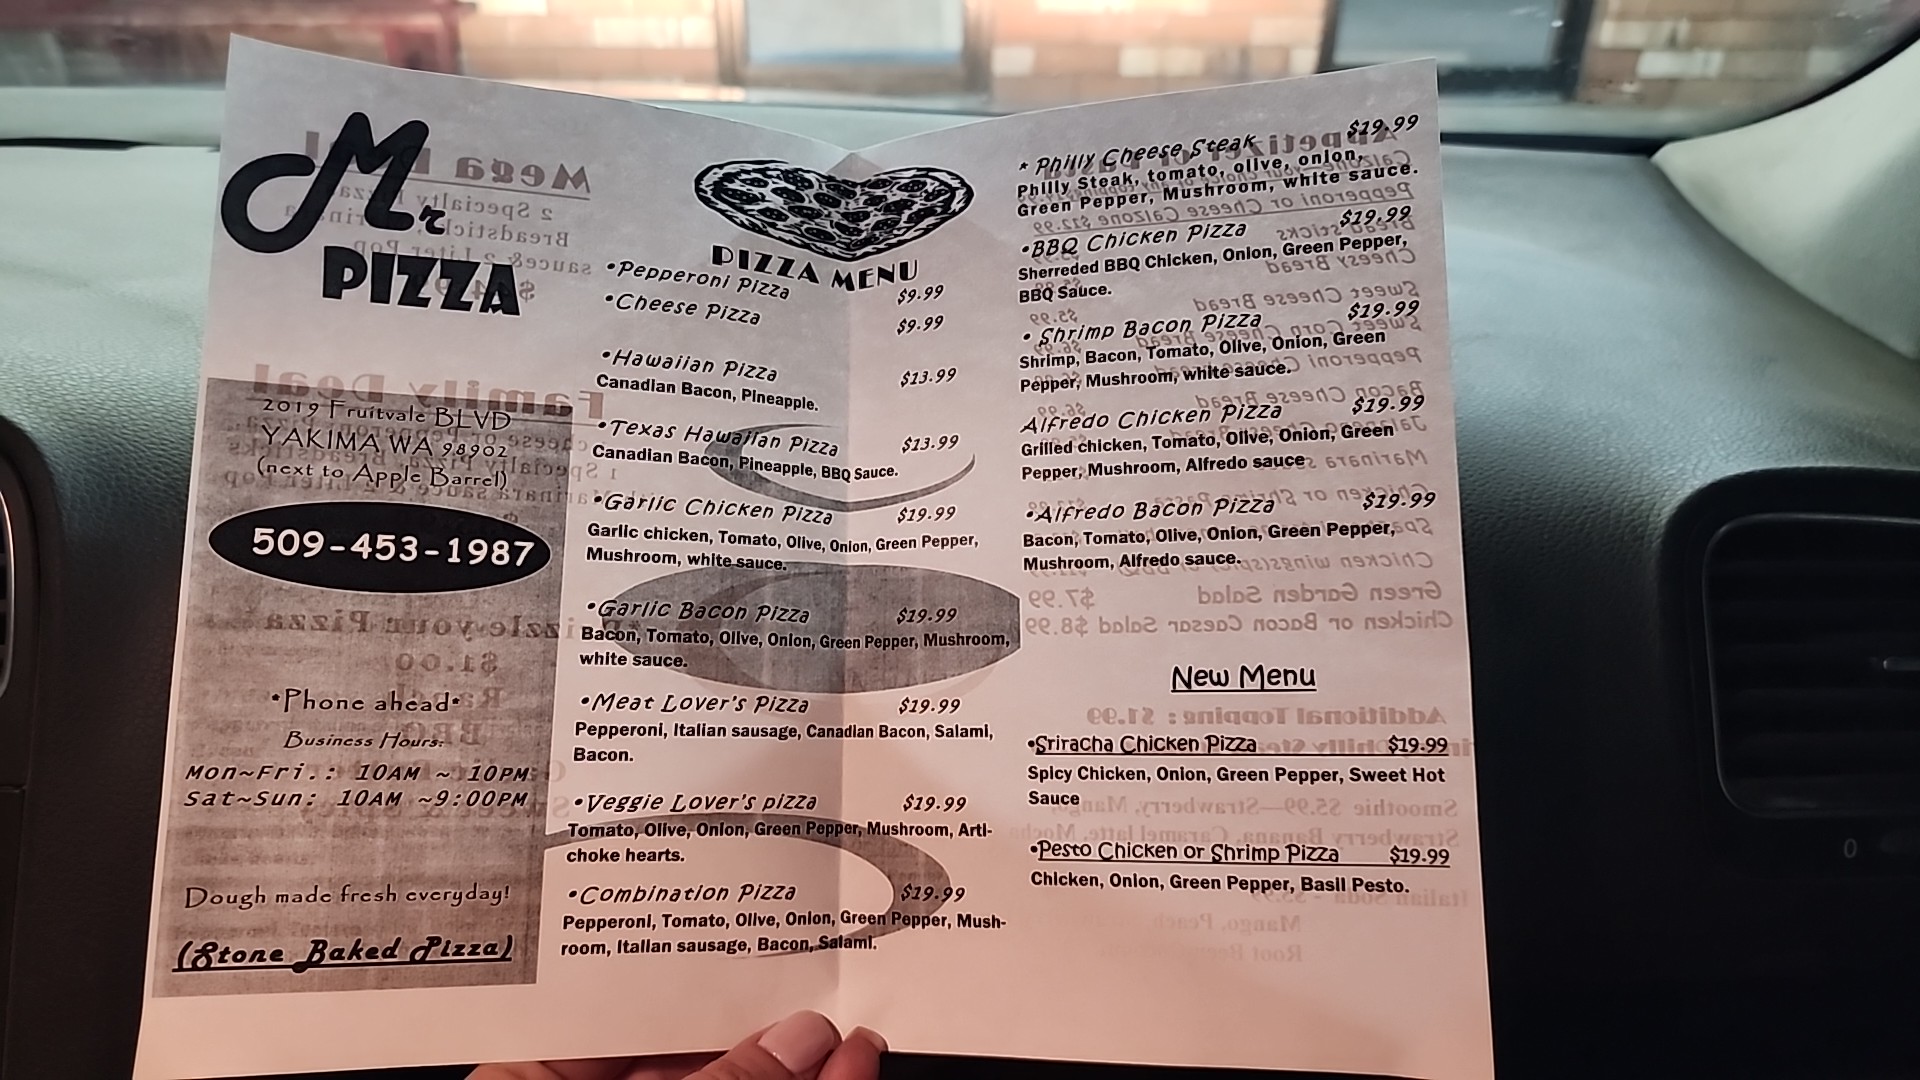 Mr
PIZZA
2019 Fruitvale BLVD
YAKIMA WA 98902
(next to Apple Barrel)
509-453-1987
*Phone ahead*
Business Hours:
Mon~Fri.: 10AM ~ 10PM
Sat~Sun: 10AM ~9:00PM
Dough made fresh everyday!
(Stone Baked Pizza)
PIZZA MENU
•Pepperoni Pizza $9.99
•Cheese Pizza $9.99
•Hawaiian Pizza $13.99
Canadian Bacon, Pineapple.
•Texas Hawaiian Pizza $13.99
Canadian Bacon, Pineapple, BBQ Sauce.
•Garlic Chicken Pizza $19.99
Garlic chicken, Tomato, Olive, Onion, Green Pepper,
Mushroom, white sauce.
•Garlic Bacon Pizza $19.99
Bacon, Tomato, Olive, Onion, Green Pepper, Mushroom,
white sauce.
•Meat Lover's Pizza $19.99
Pepperoni, Italian sausage, Canadian Bacon, Salami,
Bacon.
•Veggie Lover's pizza $19.99
Tomato, Olive, Onion, Green Pepper, Mushroom, Arti-
choke hearts.
•Combination Pizza $19.99
Pepperoni, Tomato, Olive, Onion, Green Pepper, Mush-
room, Italian sausage, Bacon, Salami.
* Philly Cheese Steak $19.99
Philly Steak, tomato, olive, onion,
Green Pepper, Mushroom, white sauce.
•BBQ Chicken Pizza $19.99
Sherreded BBQ Chicken, Onion, Green Pepper,
BBQ Sauce.
• Shrimp Bacon Pizza $19.99
Shrimp, Bacon, Tomato, Olive, Onion, Green
Pepper, Mushroom, white sauce.
Alfredo Chicken Pizza $19.99
Grilled chicken, Tomato, Olive, Onion, Green
Pepper, Mushroom, Alfredo sauce
•Alfredo Bacon Pizza $19.99
Bacon, Tomato, Olive, Onion, Green Pepper,
Mushroom, Alfredo sauce.
New Menu
•Sriracha Chicken Pizza $19.99
Spicy Chicken, Onion, Green Pepper, Sweet Hot
Sauce
•Pesto Chicken or Shrimp Pizza $19.99
Chicken, Onion, Green Pepper, Basil Pesto.